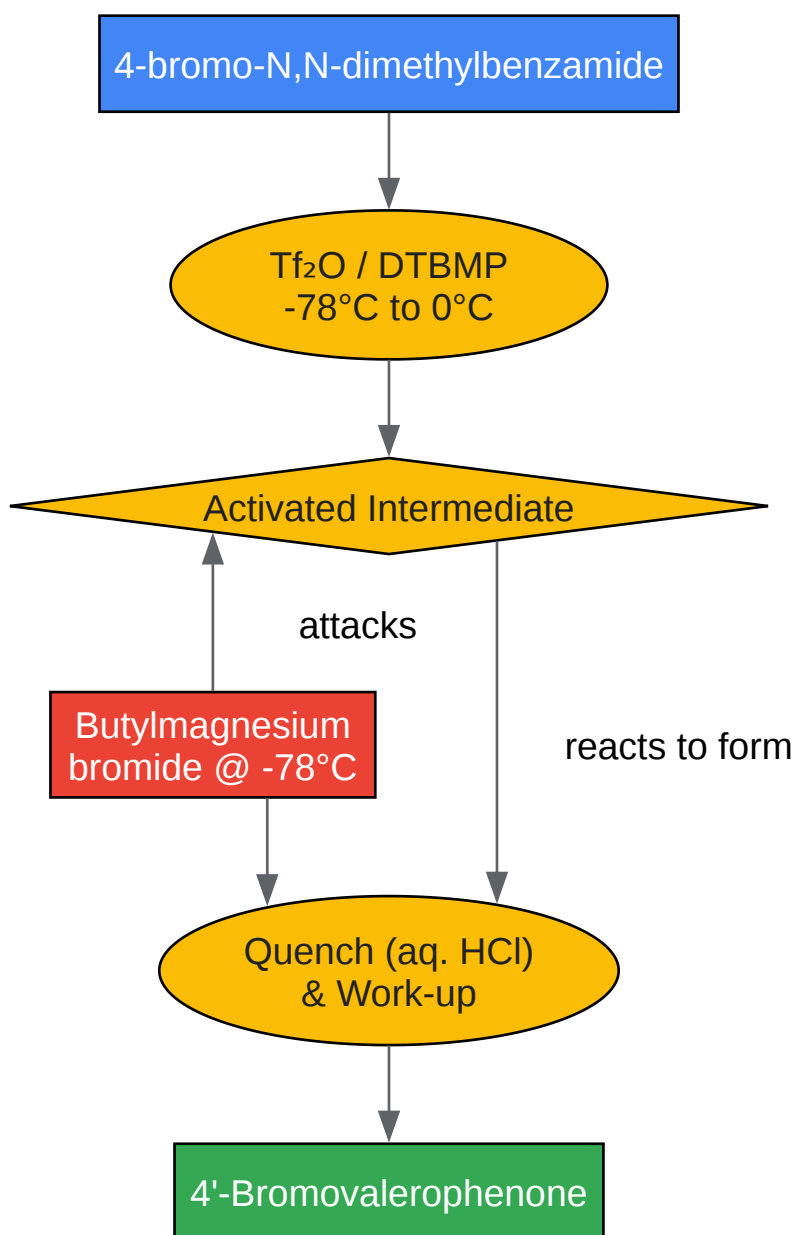 4-bromo-N,N-dimethylbenzamide
Tf₂O / DTBMP
-78°C to 0°C
Activated Intermediate
attacks
Butylmagnesium
bromide @ -78°C
reacts to form
Quench (aq. HCl)
& Work-up
4'-Bromovalerophenone